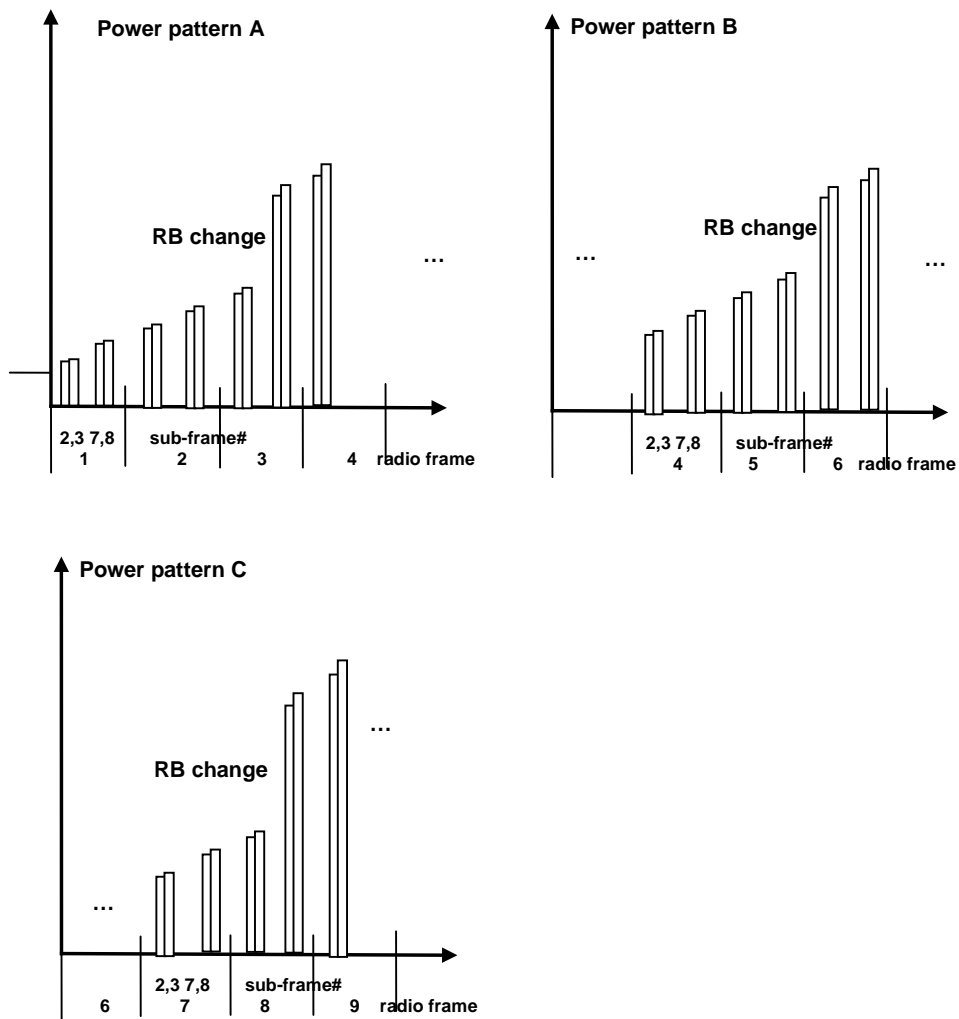 Power pattern A
RB change
...
2,3 7,8 sub-frame#
1 2 3 4 radio frame
Power pattern B
RB change
...
...
2,3 7,8 sub-frame#
4 5 6 radio frame
Power pattern C
RB change
...
...
2,3 7,8 sub-frame#
6 7 8 9 radio frame